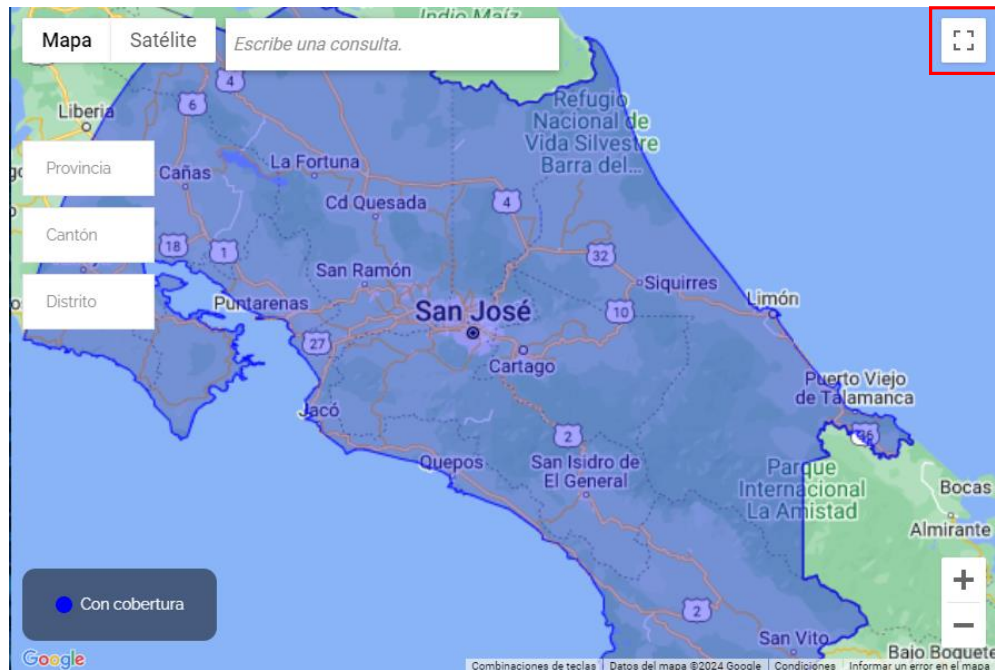 Indio Maíz
Mapa
Satélite
Escribe una consulta.
4
6
Liberia
Refugio
Nacional de
Vida Silvestre
Barra del...
Provincia
Cañas
La Fortuna
Cd Quesada
4
Cantón
18
1
32
San Ramón
Siquirres
Distrito
Puntarenas
San José
10
Limón
27
Cartago
Puerto Viejo
de Talamanca
Jacó
2
36
Quepos
San Isidro de
El General
Parque
Internacional
La Amistad
Bocas
Almirante
Con cobertura
2
San Vito
Bajo Boquete
Google
Combinaciones de teclas
Datos del mapa ©2024 Google
Condiciones
Informar un error en el mapa